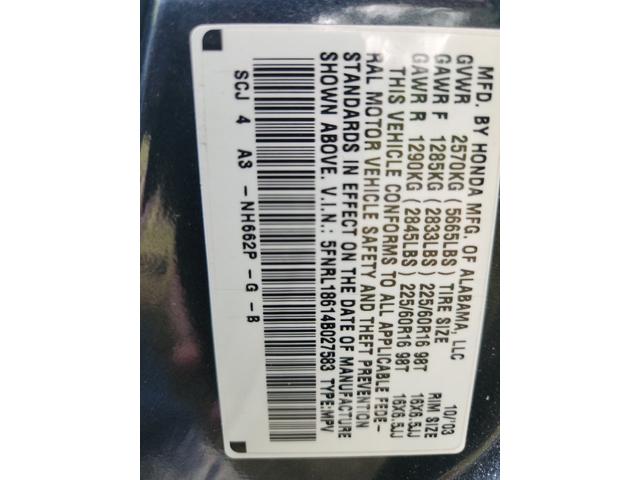 MFD. BY HONDA MFG. OF ALABAMA, LLC 10/'03
GVWR 2570KG (5665LBS) TIRE SIZE RIM SIZE
GAWR F 1285KG (2833LBS) 225/60R16 98T 16X6.5JJ
GAWR R 1290KG (2845LBS) 225/60R16 98T 16X6.5JJ
THIS VEHICLE CONFORMS TO ALL APPLICABLE FEDE-
RAL MOTOR VEHICLE SAFETY AND THEFT PREVENTION
STANDARDS IN EFFECT ON THE DATE OF MANUFACTURE
SHOWN ABOVE. V.I.N.: 5FNRL18614B027583 TYPE:MPV
SCJ 4 A3 -NH662P -G -B